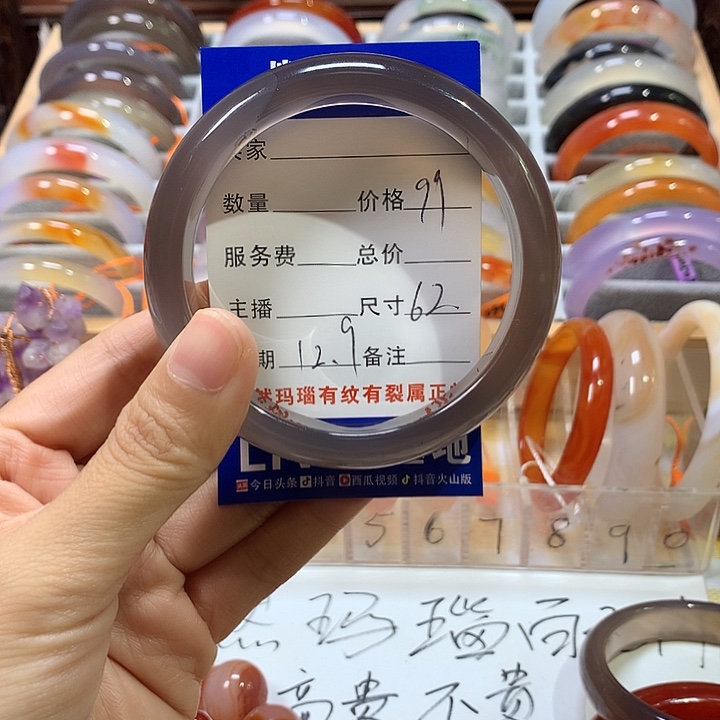 家
数量 价格 99
服务费 总价
主播 尺寸 62
期 12.9 备注
然玛瑙有纹有裂属正
地
今日头条 抖音 西瓜视频 抖音火山版
5 6 7 8 9 0
玛瑙
高贵不贵